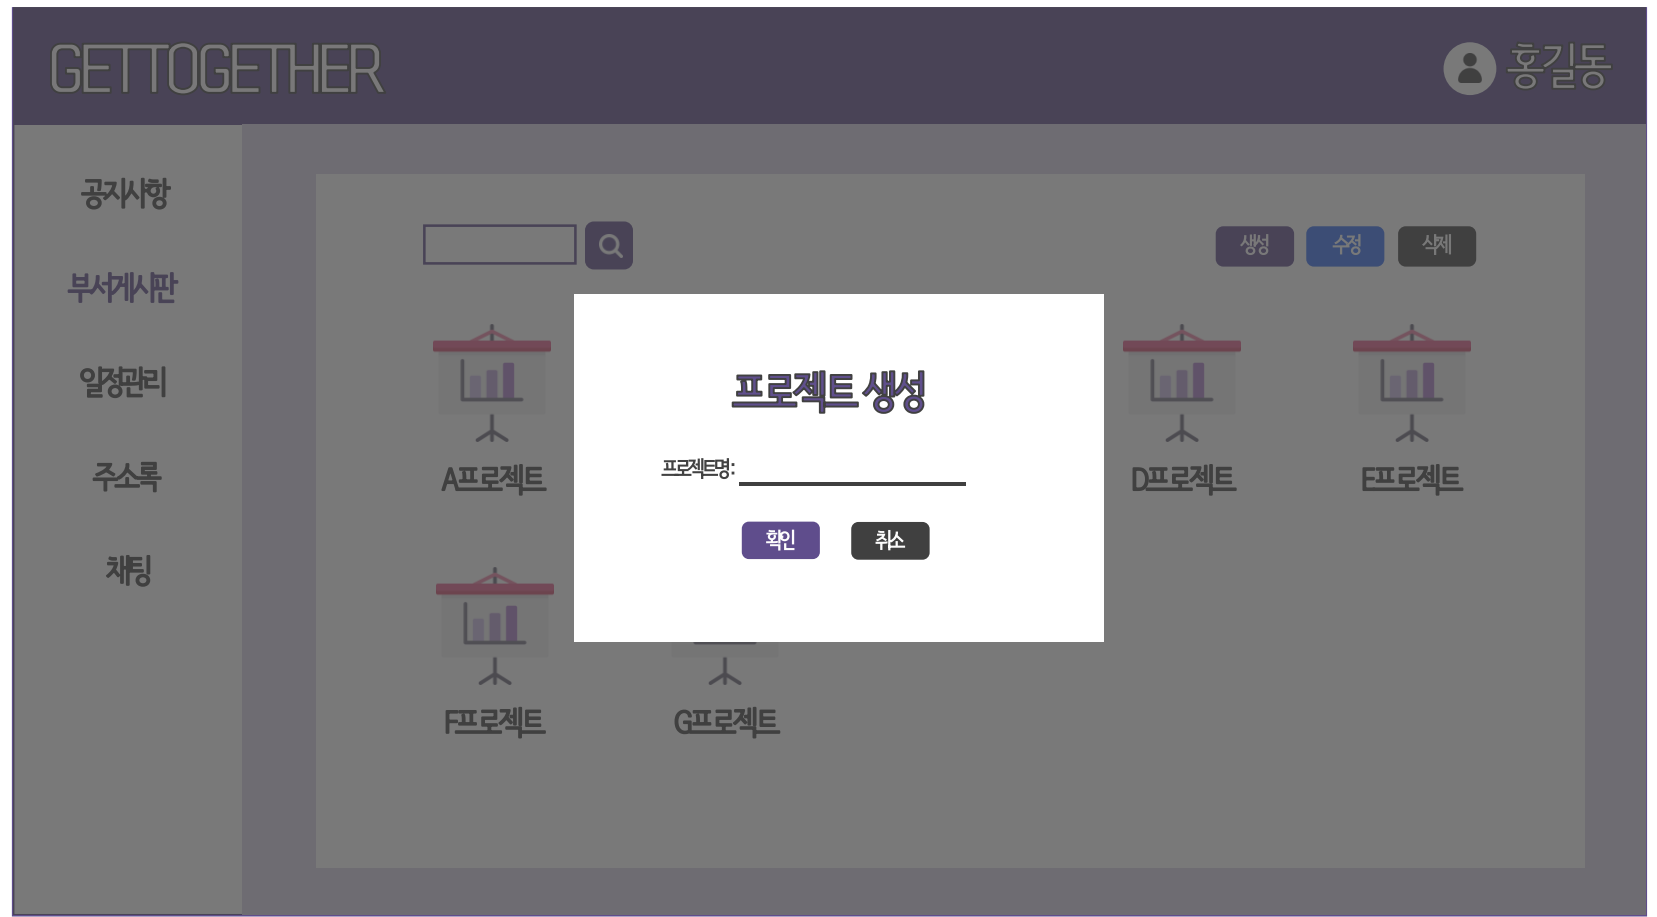 GETTOGETHER
홍길동
공지사항
부서게시판
일정관리
주소록
채팅
생성
수정
삭제
A프로젝트
D프로젝트
E프로젝트
프로젝트 생성
프로젝트명:
확인
취소
F프로젝트
G프로젝트